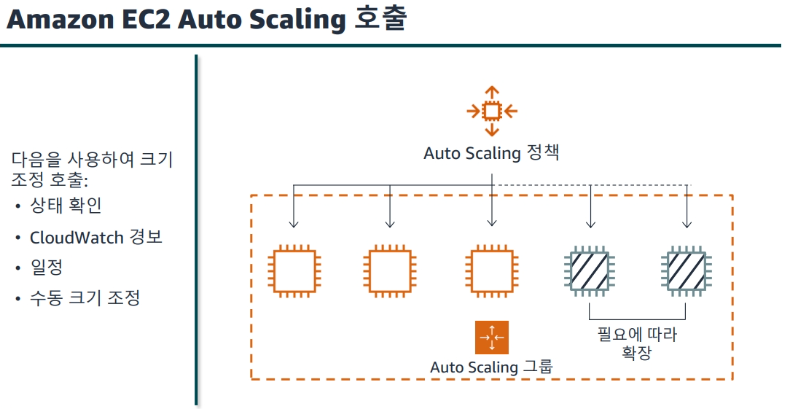 Amazon EC2 Auto Scaling 호출
다음을 사용하여 크기
조정 호출:
• 상태 확인
• CloudWatch 경보
• 일정
• 수동 크기 조정
Auto Scaling 정책
필요에 따라
확장
Auto Scaling 그룹